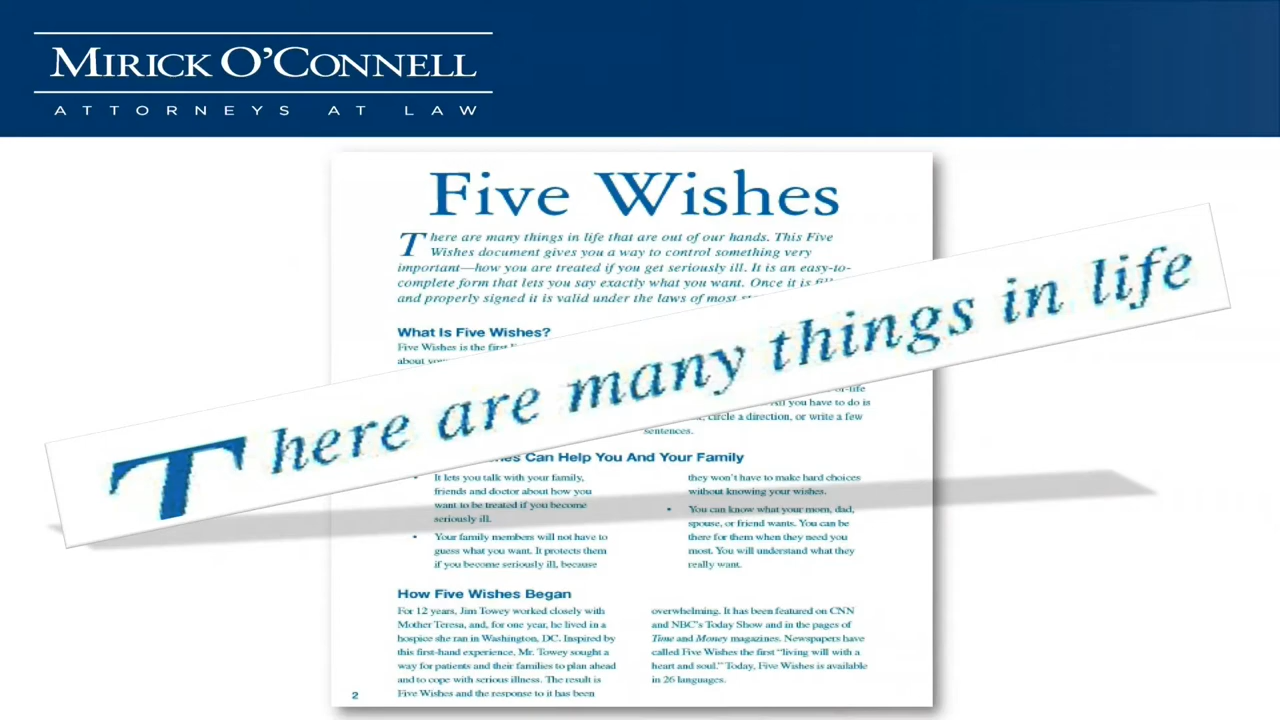 MIRICK O'CONNELL
ATTORNEYS AT LAW
Five Wishes
There are many things in life that are out of our hands. This Five
Wishes document gives you a way to control something very
important—how you are treated if you get seriously ill. It is an easy-to-
complete form that lets you say exactly what you want. Once it is
and properly signed it is valid under the laws of most
There are many things in life
What Is Five Wishes?
Five Wishes is the first
about
-life
you have to do is
circle a direction, or write a few
sentences.
Can Help You And Your Family
• It lets you talk with your family,
friends and doctor about how you
want to be treated if you become
seriously ill.
• Your family members will not have to
guess what you want. It protects them
if you become seriously ill, because
they won't have to make hard choices
without knowing your wishes.
• You can know what your mom, dad,
spouse, or friend wants. You can be
there for them when they need you
most. You will understand what they
really want.
How Five Wishes Began
For 12 years, Jim Towey worked closely with
Mother Teresa, and, for one year, he lived in a
hospice she ran in Washington, DC. Inspired by
this first-hand experience, Mr. Towey sought a
way for patients and their families to plan ahead
and to cope with serious illness. The result is
Five Wishes and the response to it has been
overwhelming. It has been featured on CNN
and NBC's Today Show and in the pages of
Time and Money magazines. Newspapers have
called Five Wishes the first "living will with a
heart and soul." Today, Five Wishes is available
in 26 languages.
2